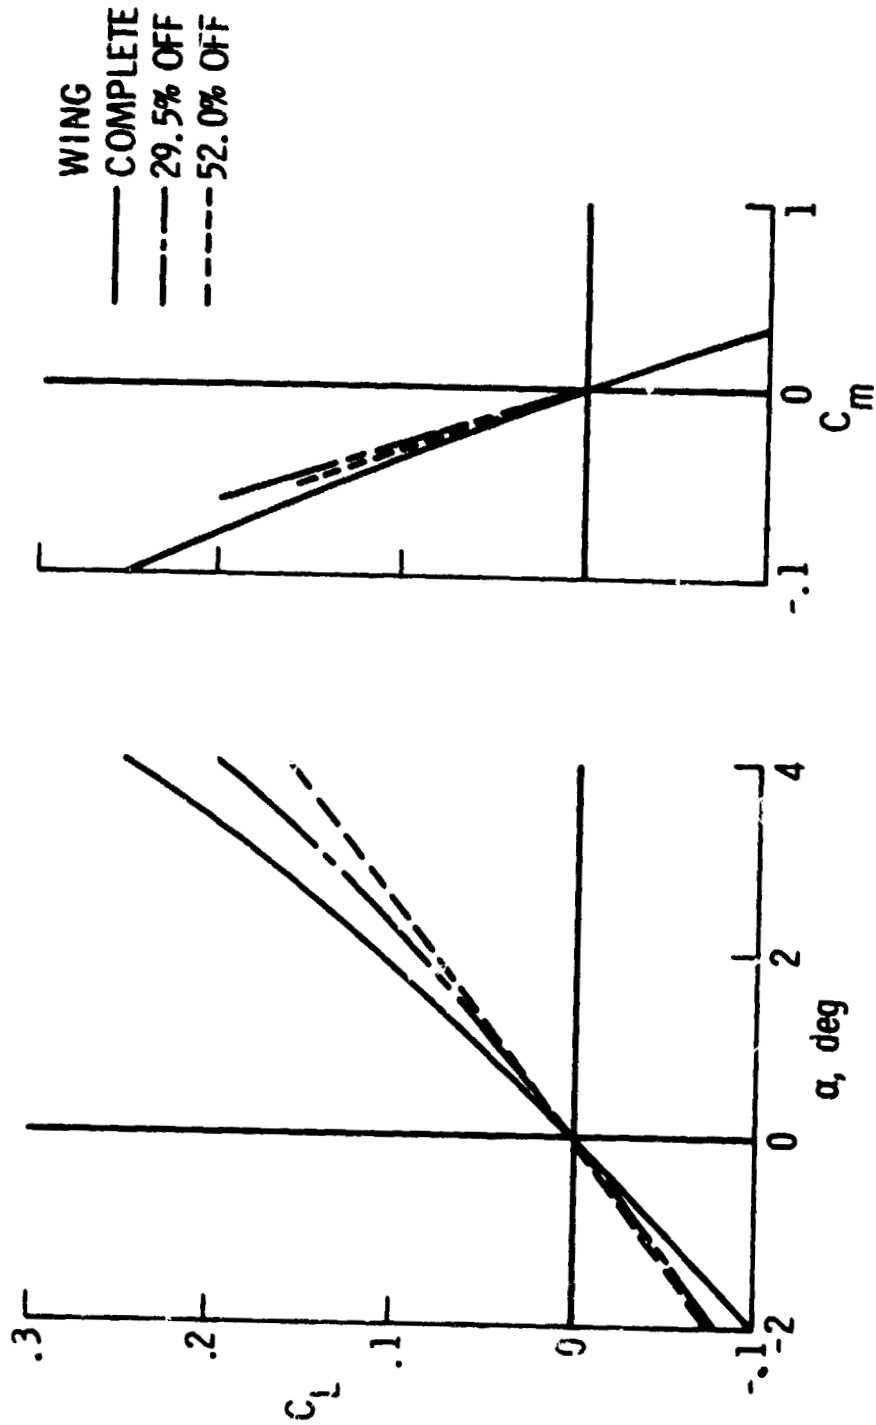 WING
COMPLETE
29.5% OFF
52.0% OFF
.3
.2
.1
0
-.1
C_L
-2
0
2
4
α, deg
-.1
0
1
C_m